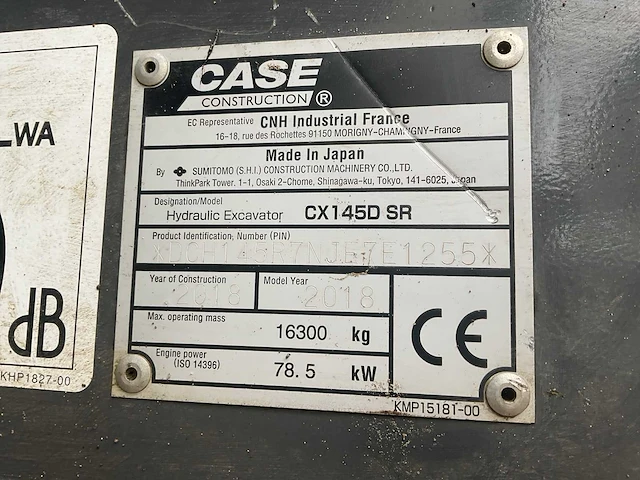 WA
dB
KHP1827-00
CASE
CONSTRUCTION ®
EC Representative CNH Industrial France
16-18, rue des Rochettes 91150 MORIGNY-CHAMPIGNY-France
Made In Japan
By SUMITOMO (S.H.I.) CONSTRUCTION MACHINERY CO.,LTD.
ThinkPark Tower. 1-1, Osaki 2-Chome, Shinagawa-ku, Tokyo, 141-6025, Japan
Designation/Model
Hydraulic Excavator CX145D SR
Product Identification, Number (PIN)
*DCH145R7NJE7E1255*
Year of Construction 2018
Model Year 2018
Max. operating mass
16300 kg
Engine power
(ISO 14396) 78.5 kW
CE
KMP15181-00